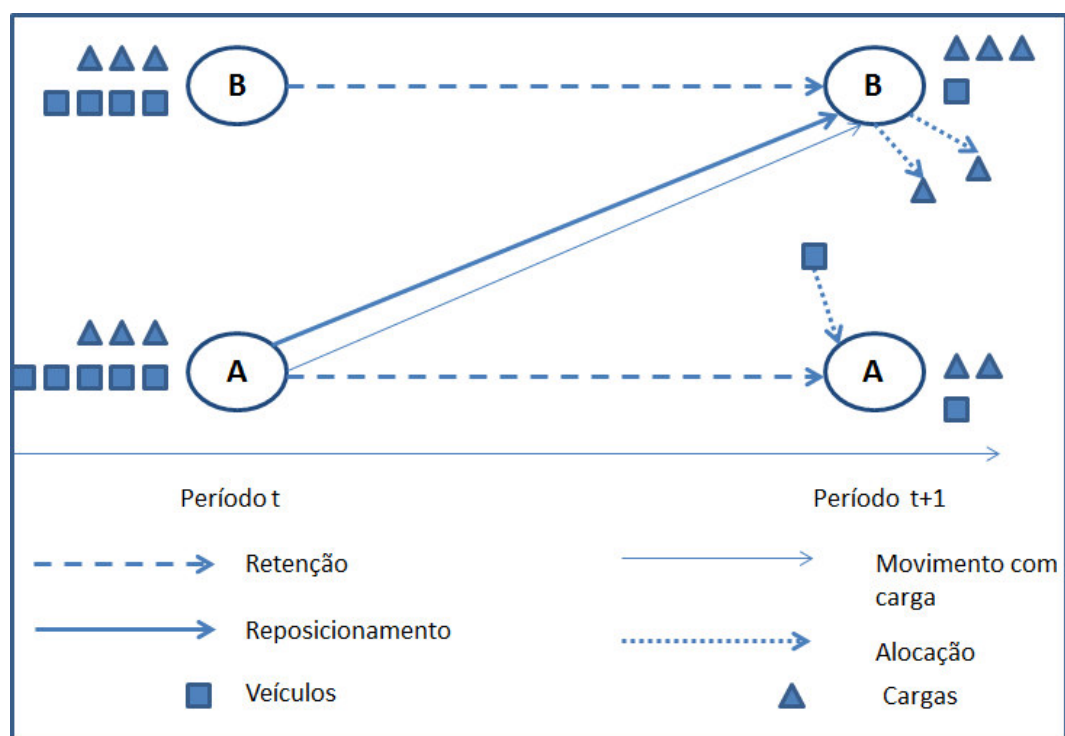 B
B
A
A
Período t
Período t+1
Retenção
Movimento com
carga
Reposicionamento
Alocação
Veículos
Cargas